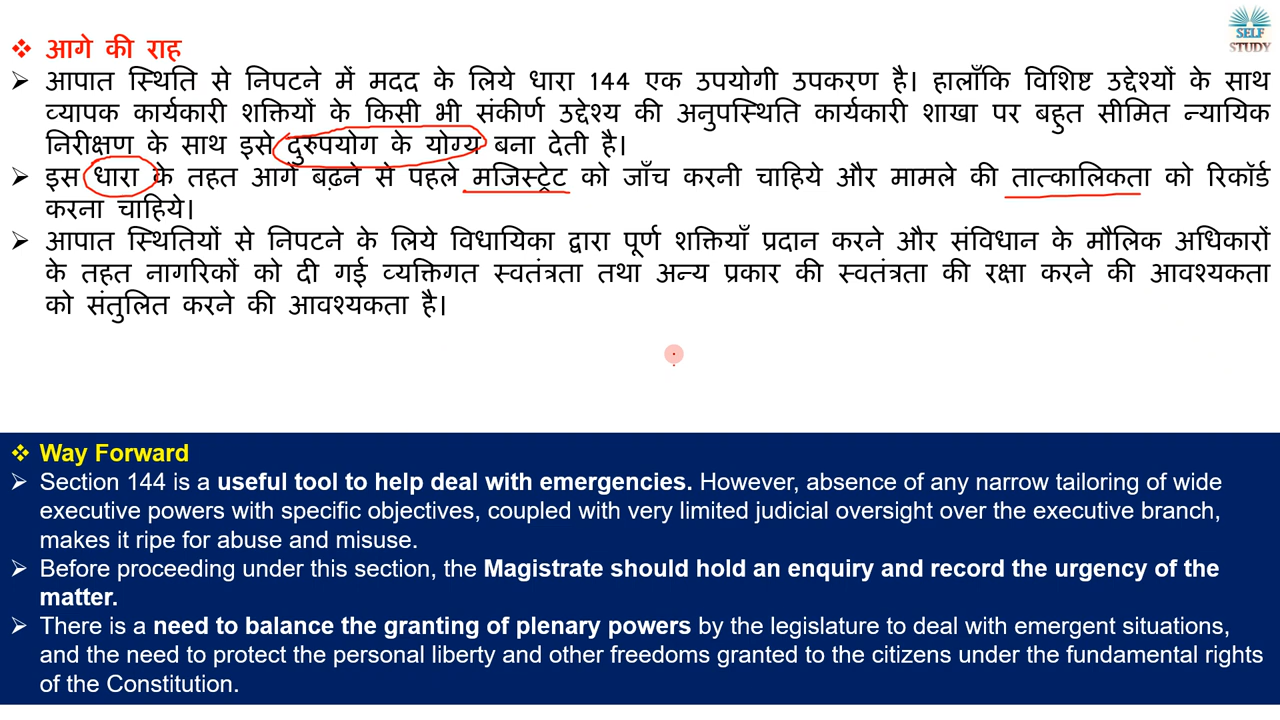 SELF
STUDY
❖ आगे की राह
➢ आपात स्थिति से निपटने में मदद के लिये धारा 144 एक उपयोगी उपकरण है। हालाँकि विशिष्ट उद्देश्यों के साथ
व्यापक कार्यकारी शक्तियों के किसी भी संकीर्ण उद्देश्य की अनुपस्थिति कार्यकारी शाखा पर बहुत सीमित न्यायिक
निरीक्षण के साथ इसे दुरुपयोग के योग्य बना देती है।
➢ इस धारा के तहत आगे बढ़ने से पहले मजिस्ट्रेट को जाँच करनी चाहिये और मामले की तात्कालिकता को रिकॉर्ड
करना चाहिये।
➢ आपात स्थितियों से निपटने के लिये विधायिका द्वारा पूर्ण शक्तियाँ प्रदान करने और संविधान के मौलिक अधिकारों
के तहत नागरिकों को दी गई व्यक्तिगत स्वतंत्रता तथा अन्य प्रकार की स्वतंत्रता की रक्षा करने की आवश्यकता
को संतुलित करने की आवश्यकता है।
❖ Way Forward
➢ Section 144 is a useful tool to help deal with emergencies. However, absence of any narrow tailoring of wide
executive powers with specific objectives, coupled with very limited judicial oversight over the executive branch,
makes it ripe for abuse and misuse.
➢ Before proceeding under this section, the Magistrate should hold an enquiry and record the urgency of the
matter.
➢ There is a need to balance the granting of plenary powers by the legislature to deal with emergent situations,
and the need to protect the personal liberty and other freedoms granted to the citizens under the fundamental rights
of the Constitution.